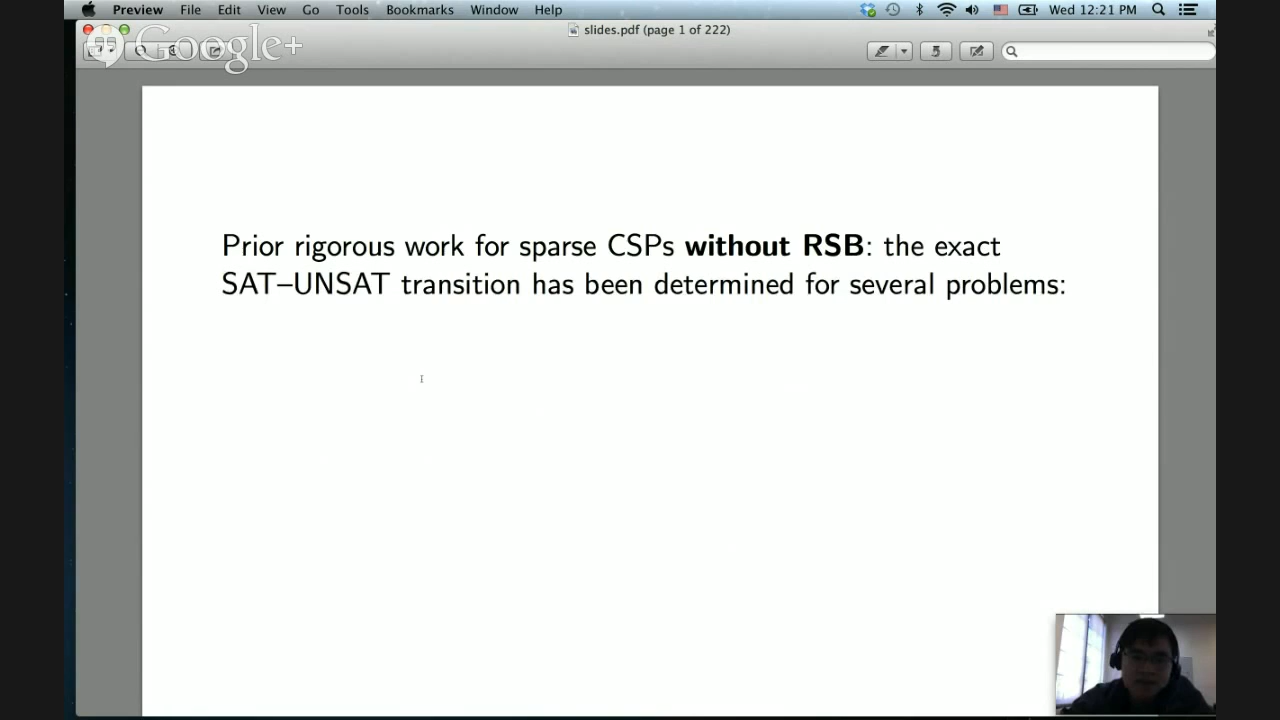 Preview File Edit View Go Tools Bookmarks Window Help Wed 12:21 PM
slides.pdf (page 1 of 222)
Google+
Prior rigorous work for sparse CSPs without RSB: the exact
SAT–UNSAT transition has been determined for several problems: